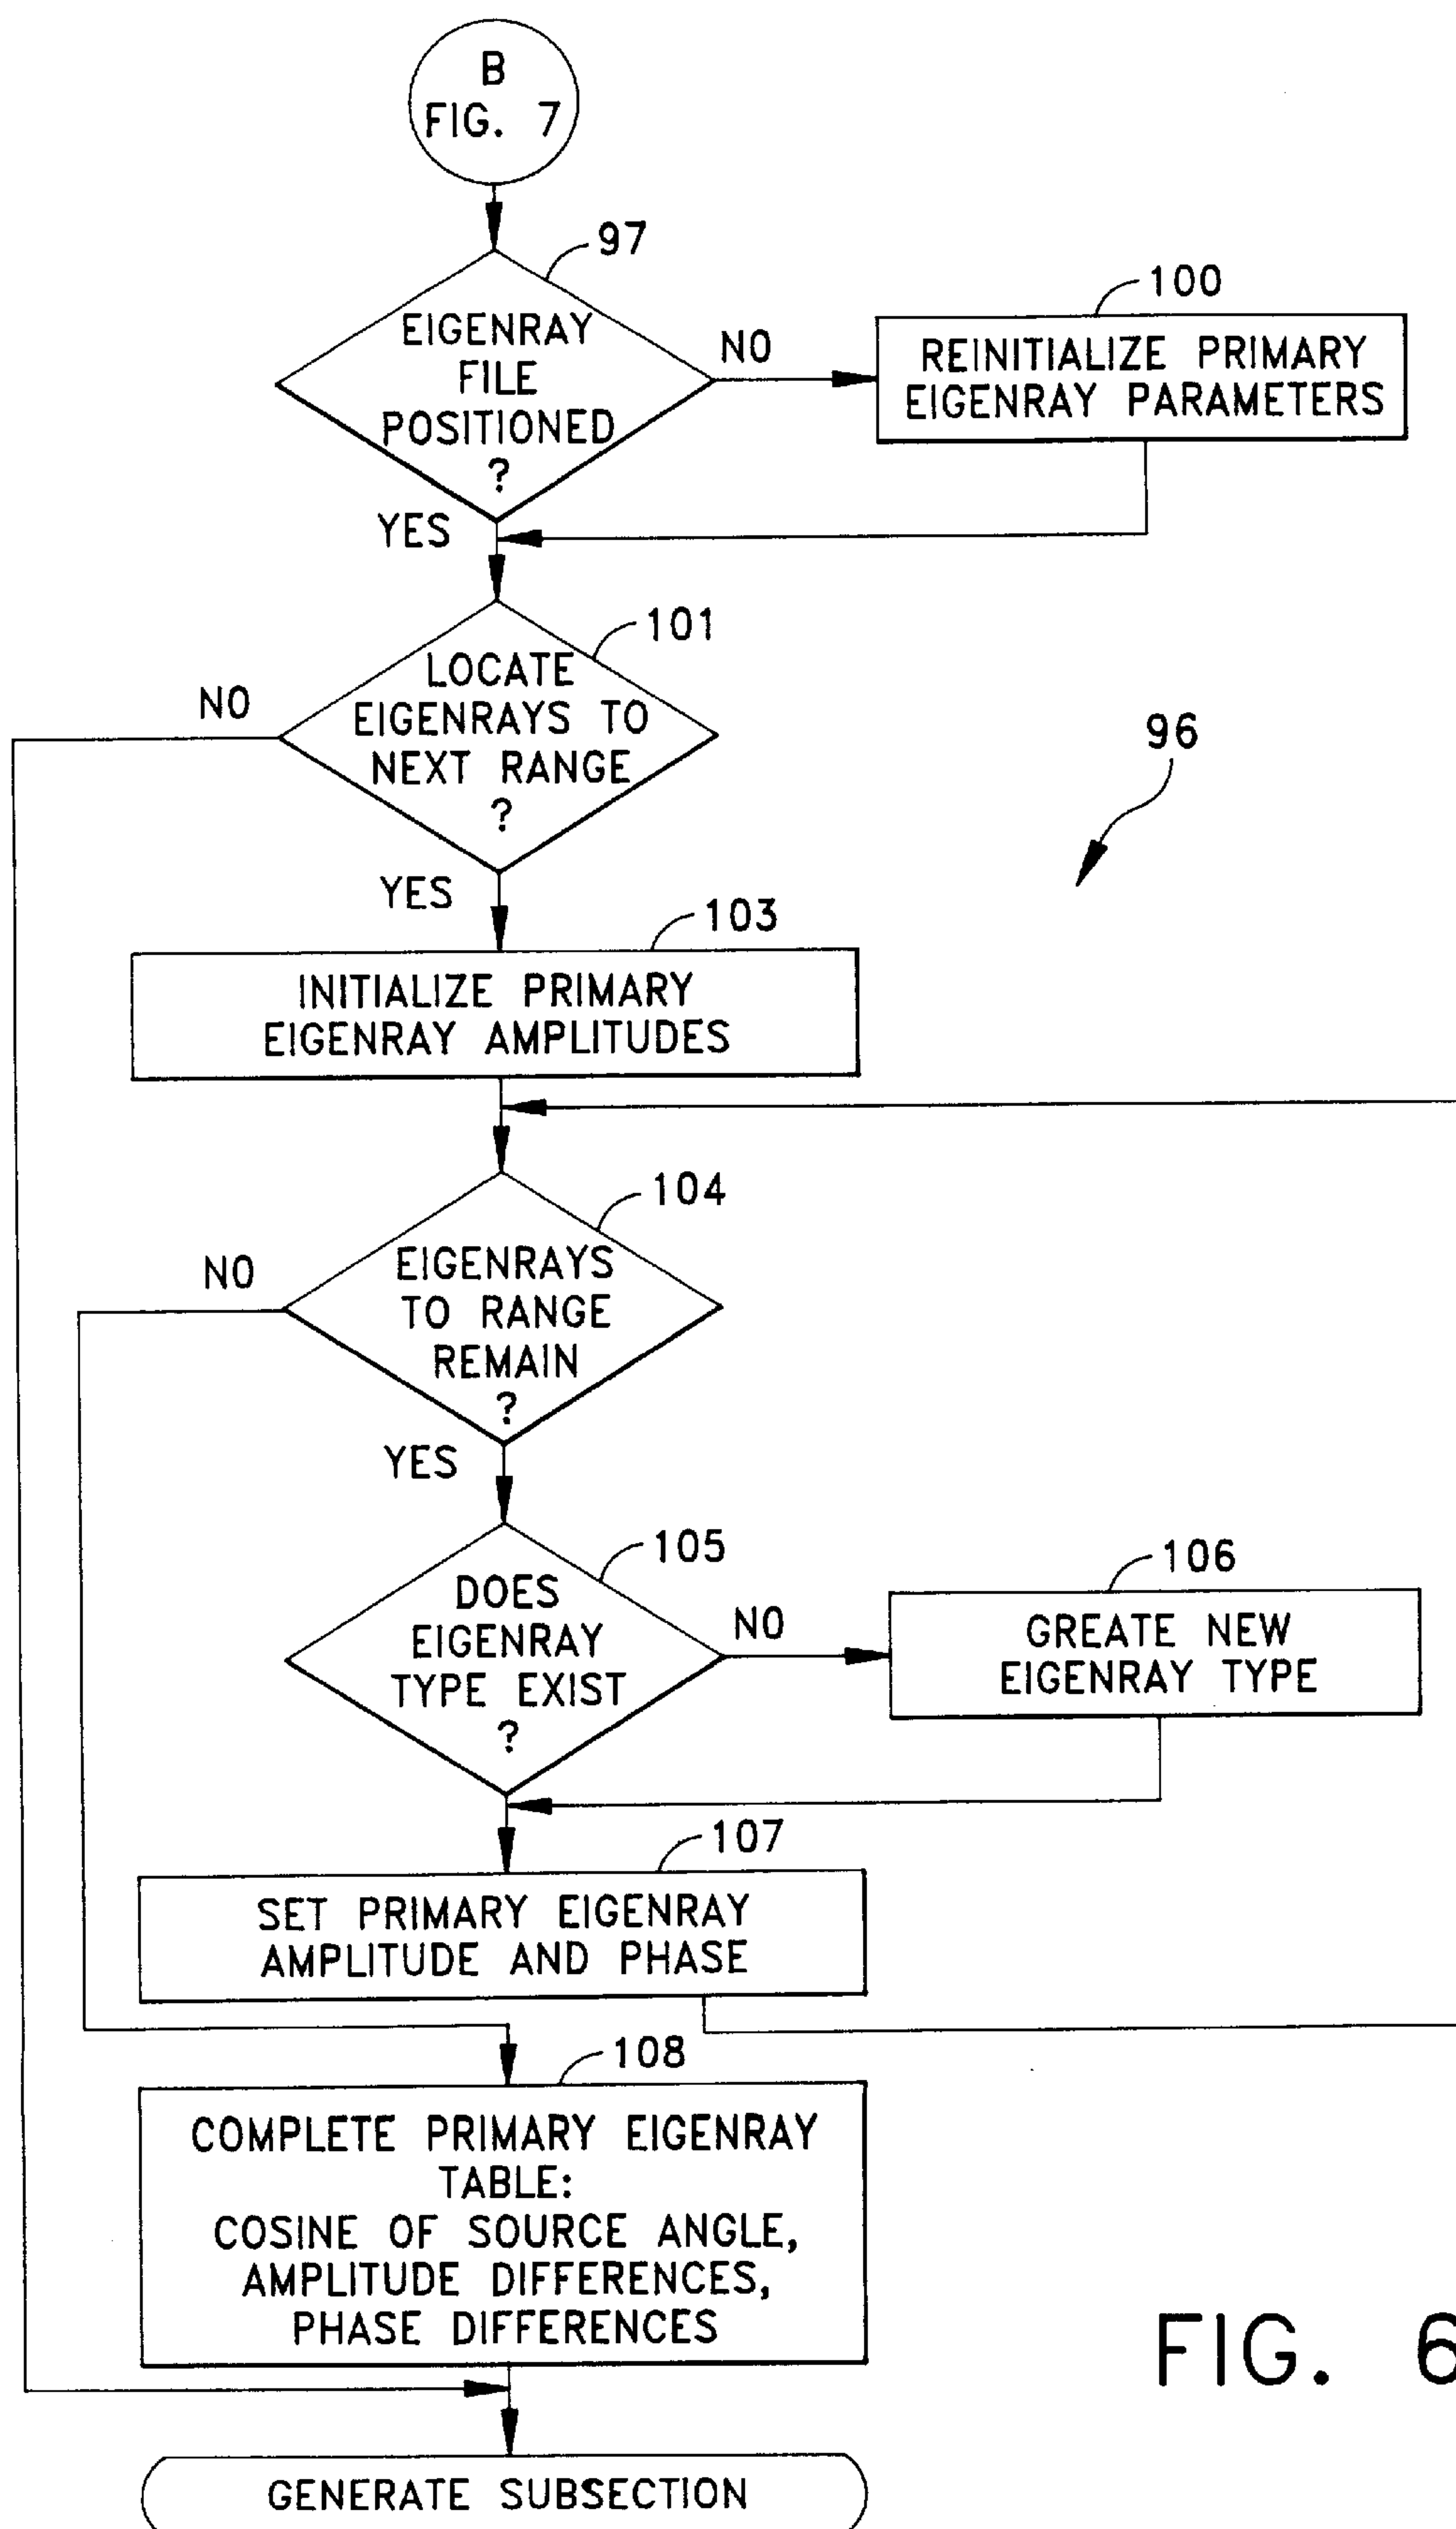 B
FIG. 7
97
EIGENRAY
FILE
POSITIONED
?
NO
100
REINITIALIZE PRIMARY
EIGENRAY PARAMETERS
YES
101
LOCATE
EIGENRAYS TO
NEXT RANGE
?
NO
96
YES
103
INITIALIZE PRIMARY
EIGENRAY AMPLITUDES
104
EIGENRAYS
TO RANGE
REMAIN
?
NO
YES
105
DOES
EIGENRAY
TYPE EXIST
?
NO
106
GREATE NEW
EIGENRAY TYPE
107
SET PRIMARY EIGENRAY
AMPLITUDE AND PHASE
108
COMPLETE PRIMARY EIGENRAY
TABLE:
COSINE OF SOURCE ANGLE,
AMPLITUDE DIFFERENCES,
PHASE DIFFERENCES
FIG. 6
GENERATE SUBSECTION